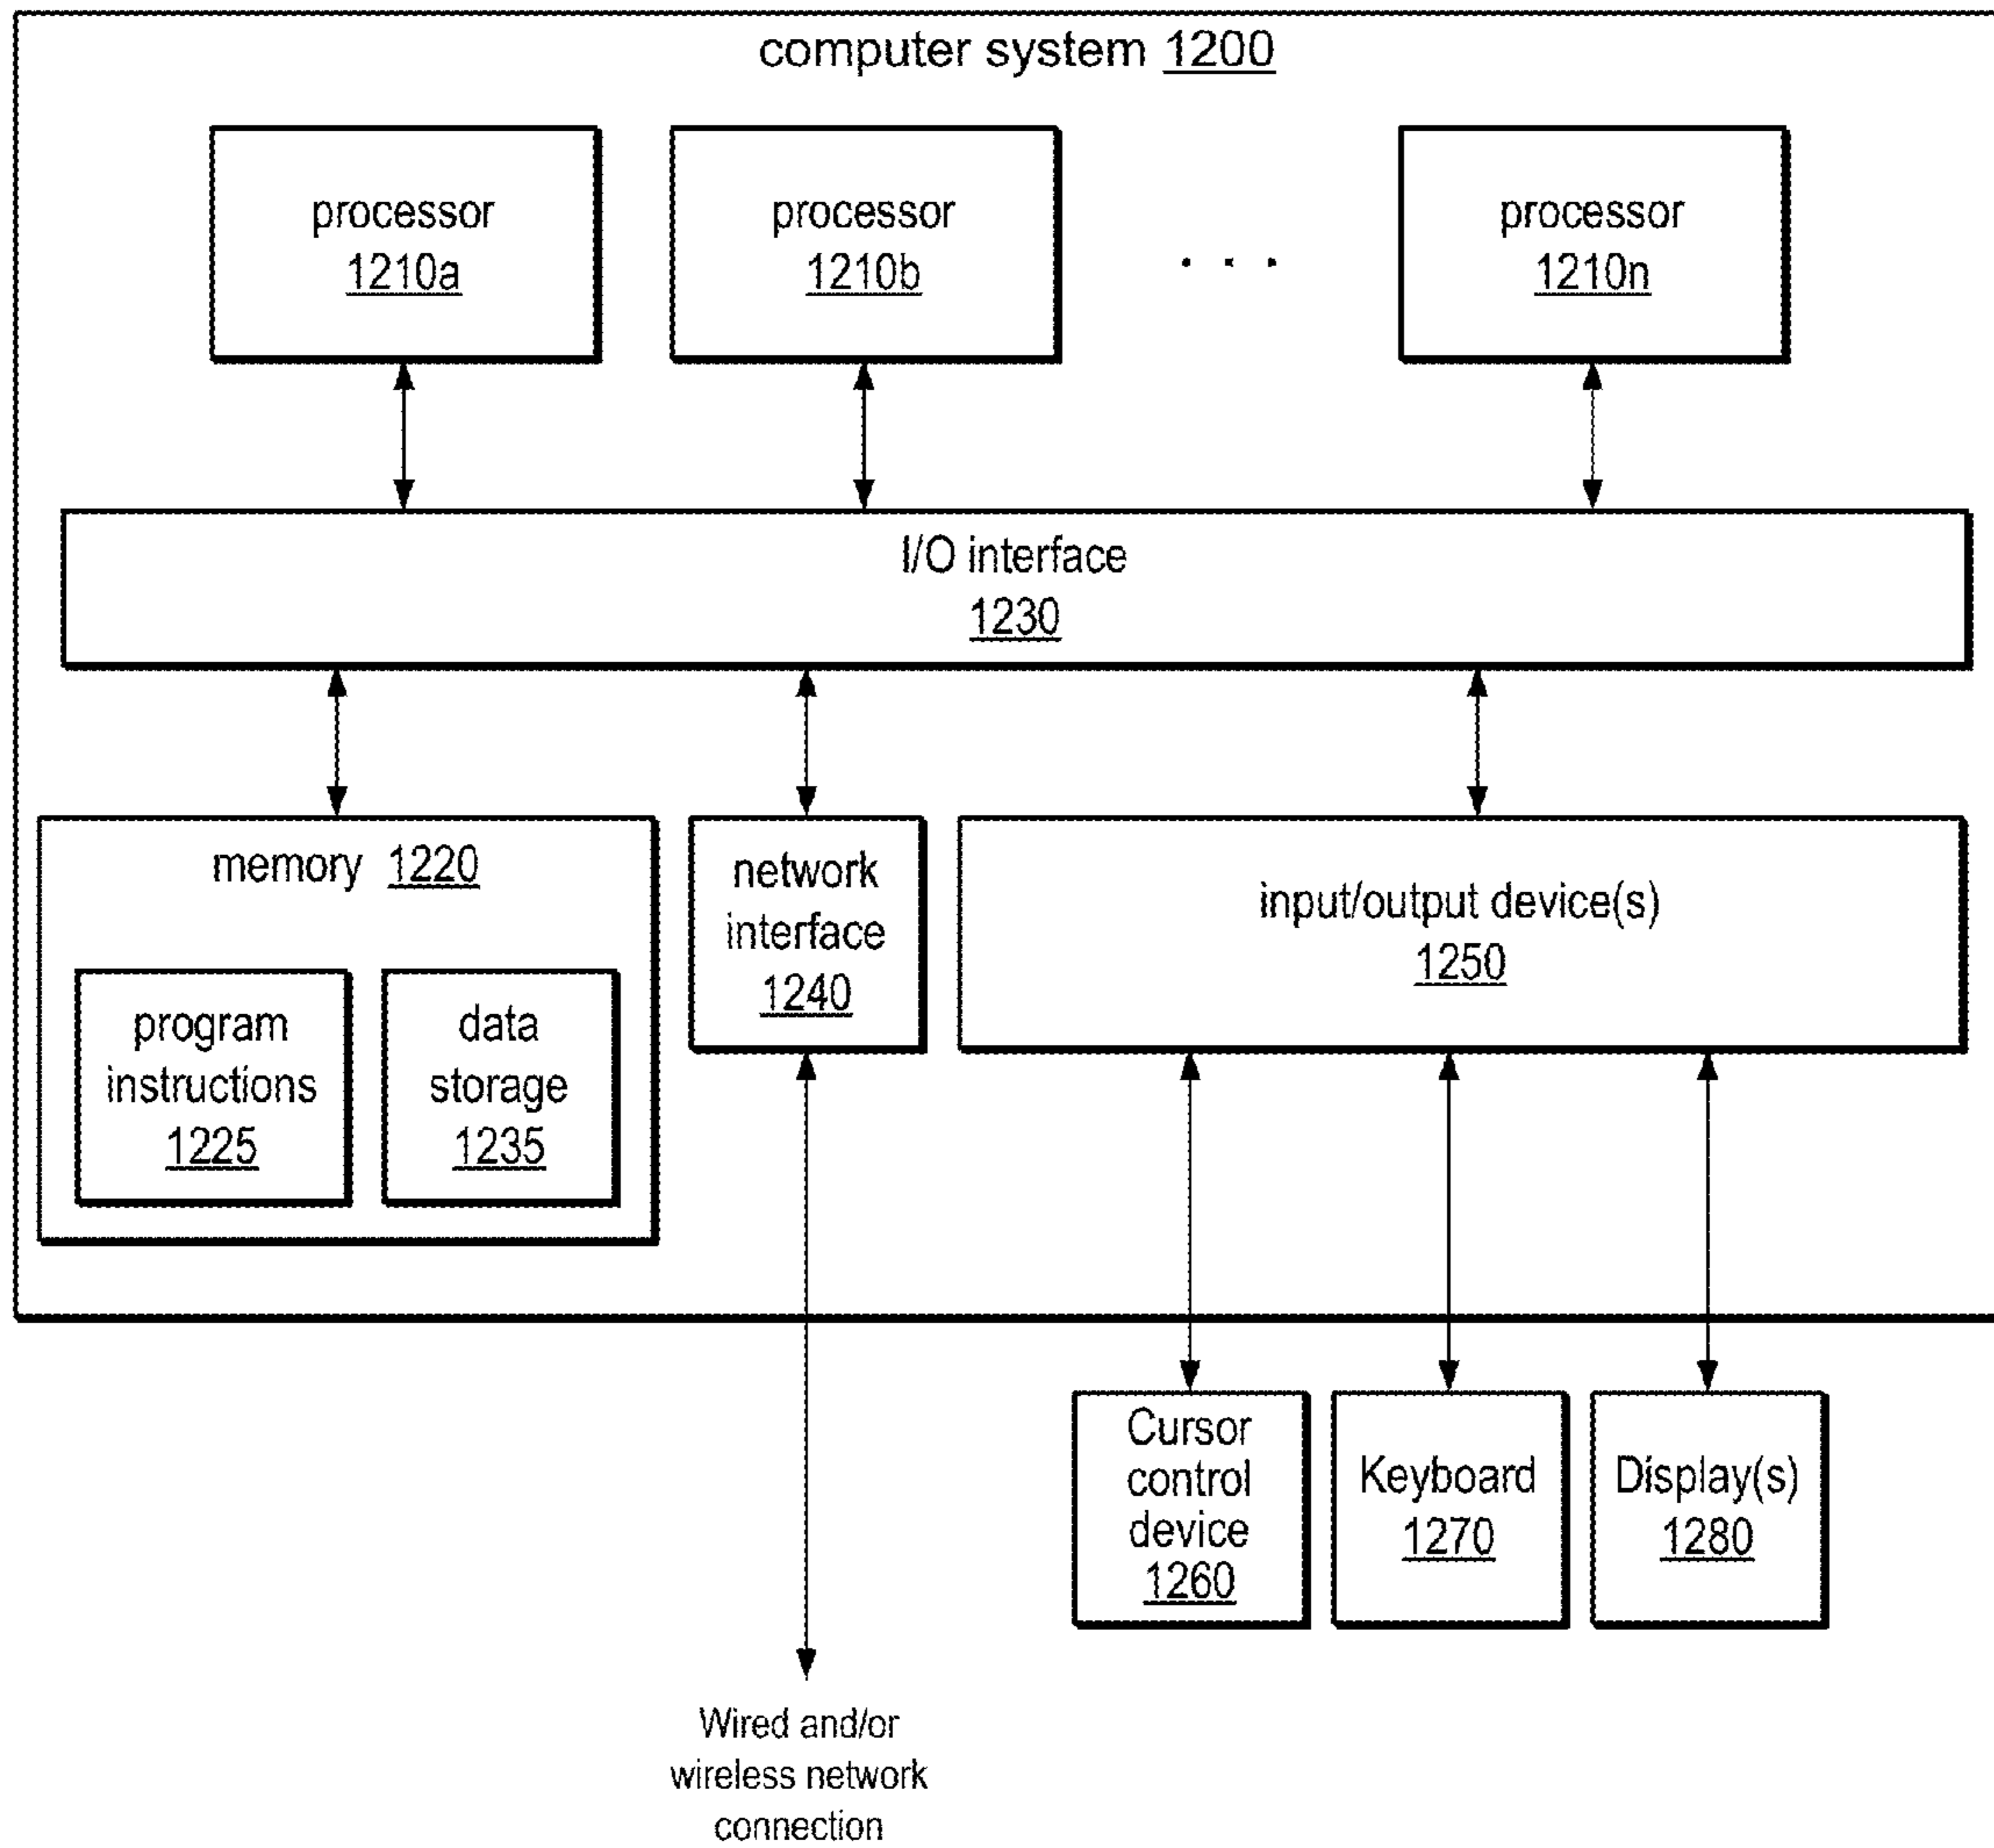 computer system 1200
processor
1210a
processor
1210b
. . .
processor
1210n
I/O interface
1230
memory 1220
program
instructions
1225
data
storage
1235
network
interface
1240
input/output device(s)
1250
Cursor
control
device
1260
Keyboard
1270
Display(s)
1280
Wired and/or
wireless network
connection